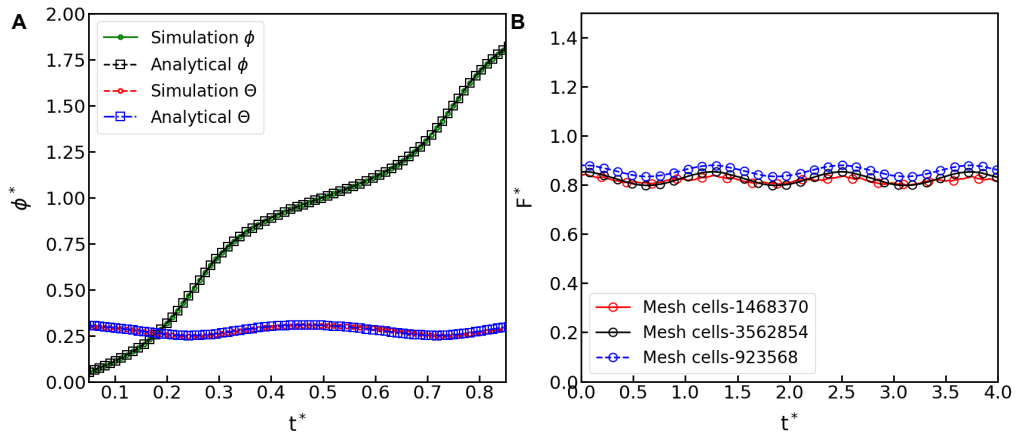 A
2.00
1.75
1.50
1.25
1.00
0.75
0.50
0.25
0.00
ϕ*
Simulation ϕ
Analytical ϕ
Simulation Θ
Analytical Θ
0.1 0.2 0.3 0.4 0.5 0.6 0.7 0.8
t*
B
1.4
1.2
1.0
0.8
0.6
0.4
0.2
0.0
F*
Mesh cells-1468370
Mesh cells-3562854
Mesh cells-923568
0.0 0.5 1.0 1.5 2.0 2.5 3.0 3.5 4.0
t*